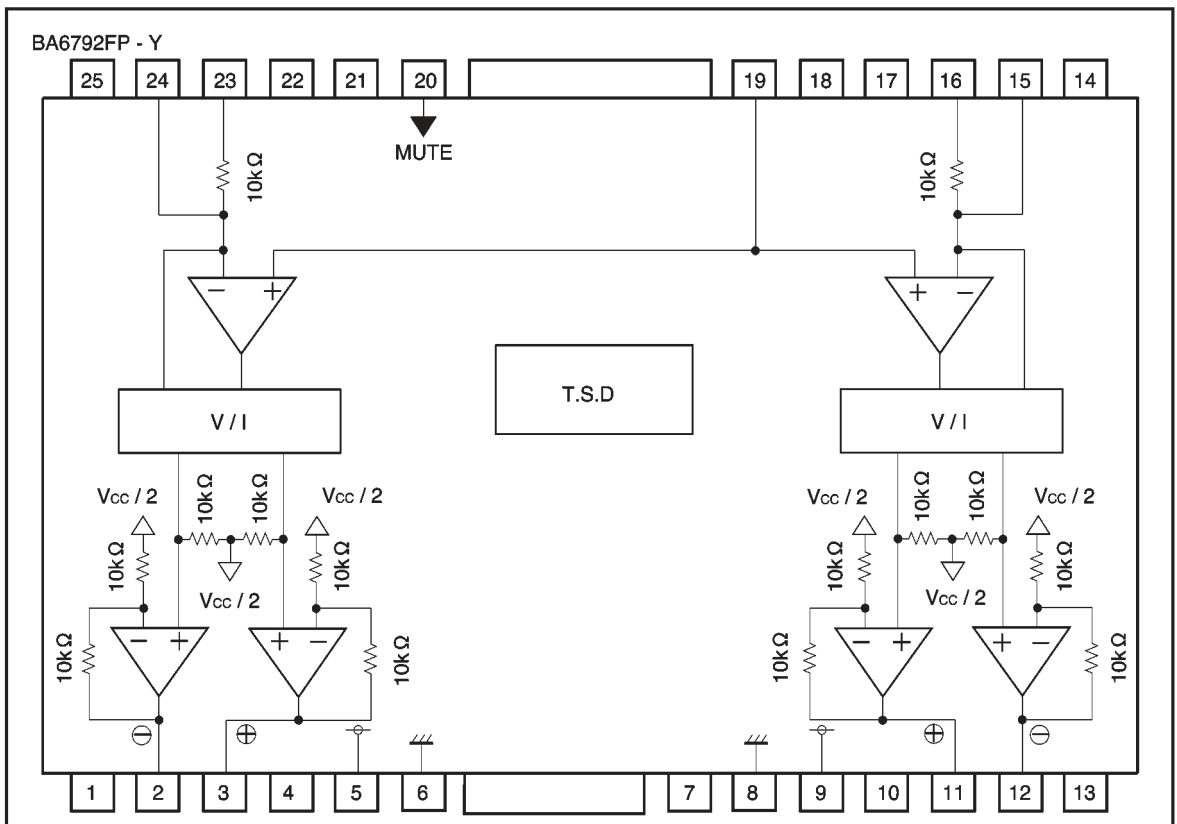 BA6792FP - Y
25 24 23 22 21 20 19 18 17 16 15 14
MUTE
10kΩ 10kΩ
− + + −
T.S.D
V / I V / I
VCC / 2 10kΩ 10kΩ VCC / 2 VCC / 2 10kΩ 10kΩ VCC / 2
10kΩ 10kΩ 10kΩ 10kΩ
VCC / 2 VCC / 2
− + + − − + + −
10kΩ 10kΩ 10kΩ 10kΩ
⊖ ⊕ ⊕ ⊖
1 2 3 4 5 6 7 8 9 10 11 12 13